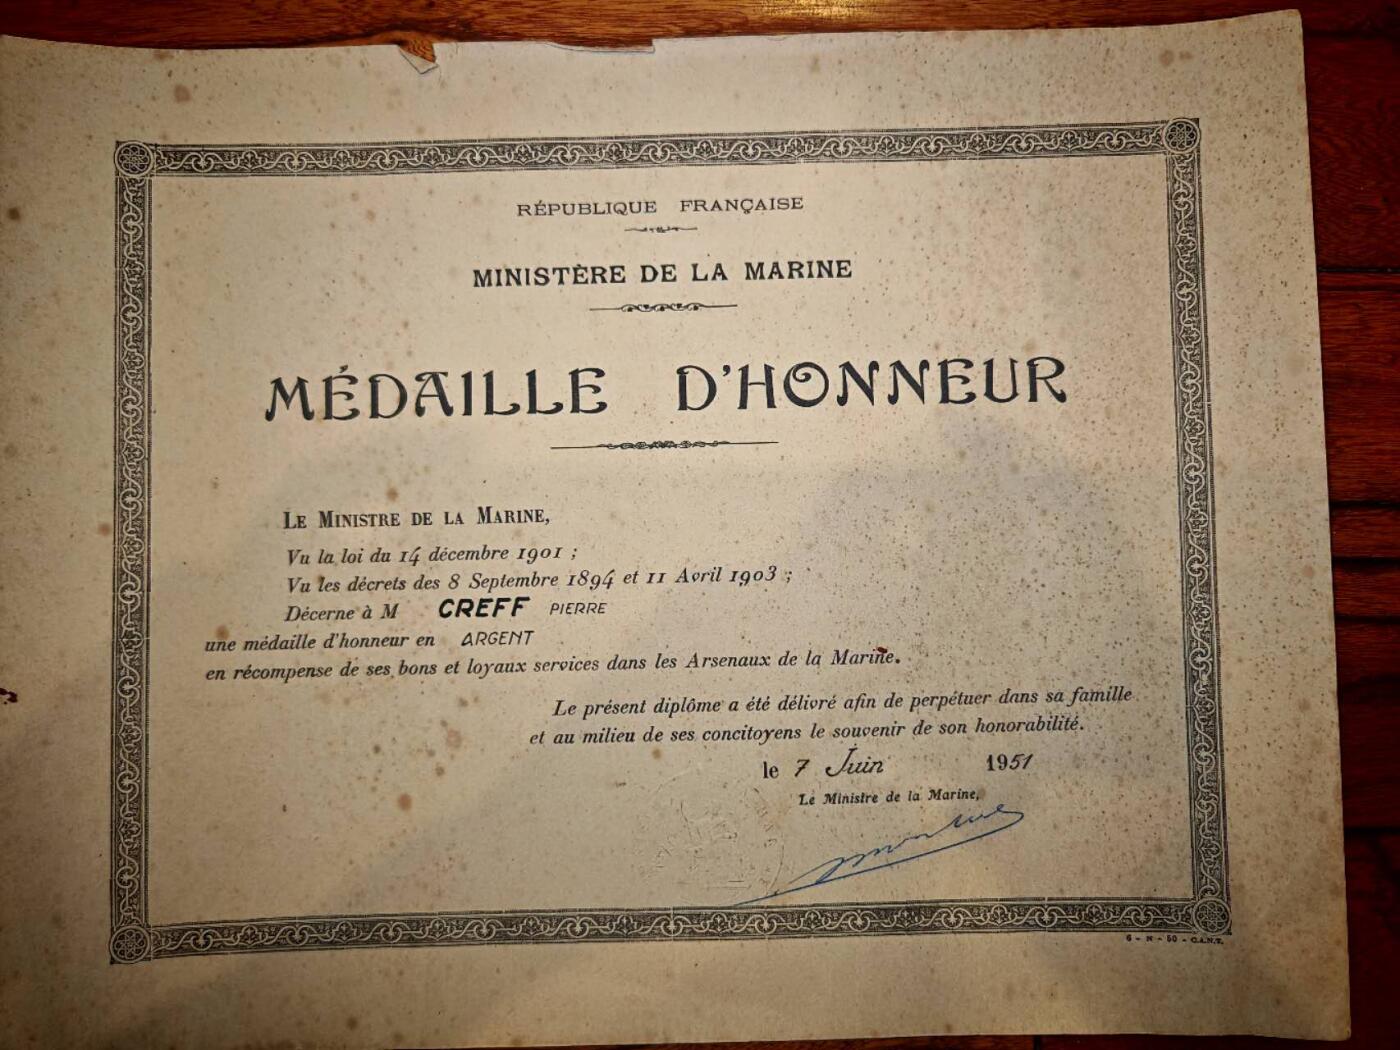 RÉPUBLIQUE FRANÇAISE
MINISTÈRE DE LA MARINE
MÉDAILLE D'HONNEUR
LE MINISTRE DE LA MARINE,
Vu la loi du 14 décembre 1901 ;
Vu les décrets des 8 Septembre 1894 et 11 Avril 1903 ;
Décerne à M CREFF PIERRE
une médaille d'honneur en ARGENT
en récompense de ses bons et loyaux services dans les Arsenaux de la Marine.
Le présent diplôme a été délivré afin de perpétuer dans sa famille
et au milieu de ses concitoyens le souvenir de son honorabilité.
le 7 Juin 1951
Le Ministre de la Marine,
6 - N - 50 - C.A.N.T.